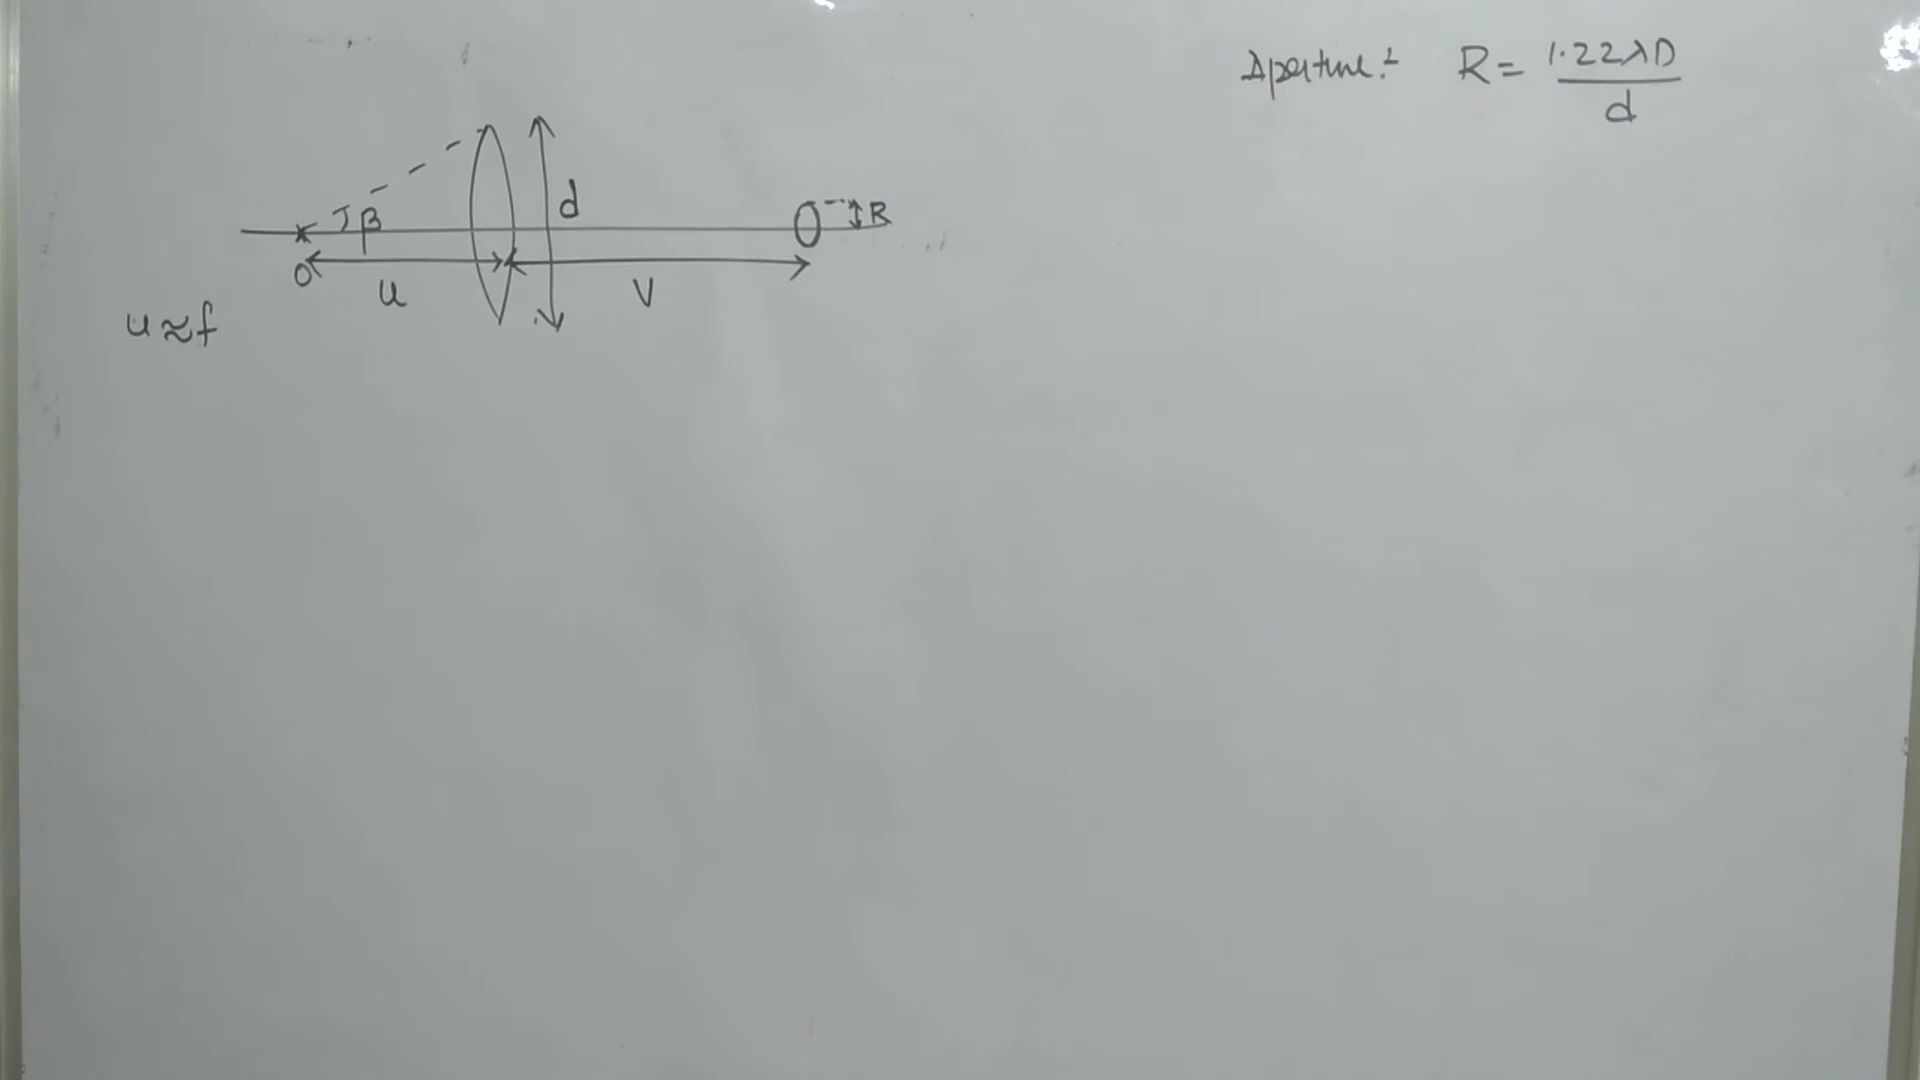 Aperture:- R = 1.22λD / d
β
d
R
O
u
v
u≈f